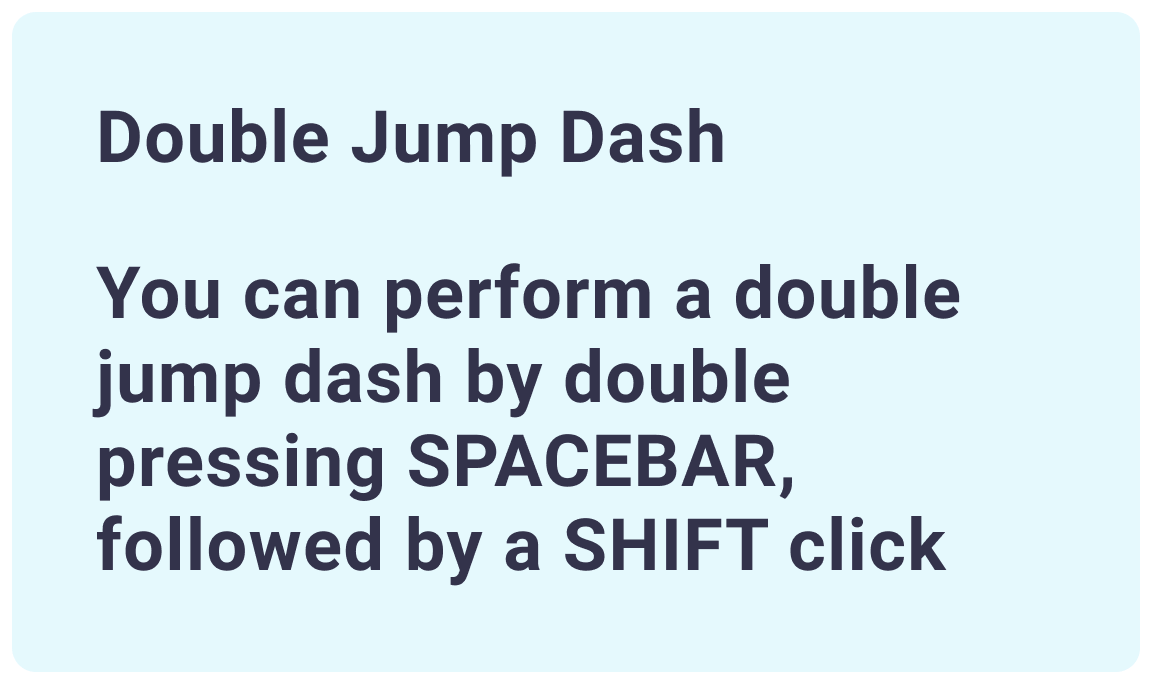 Double Jump Dash
You can perform a double
jump dash by double
pressing SPACEBAR,
followed by a SHIFT click